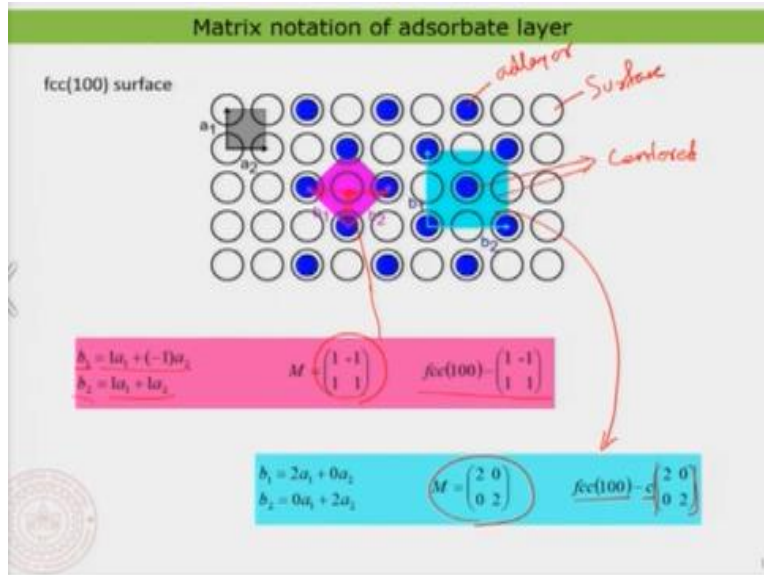 Matrix notation of adsorbate layer
fcc(100) surface
adlayer
Surface
Centered
a₁
a₂
b₁ b₂
b₁
b₂
b₁ = 1a₁ + (-1)a₂
b₂ = 1a₁ + 1a₂
M = (1 -1
1 1)
fcc(100) - (1 -1
1 1)
b₁ = 2a₁ + 0a₂
b₂ = 0a₁ + 2a₂
M = (2 0
0 2)
fcc(100) - c(2 0
0 2)